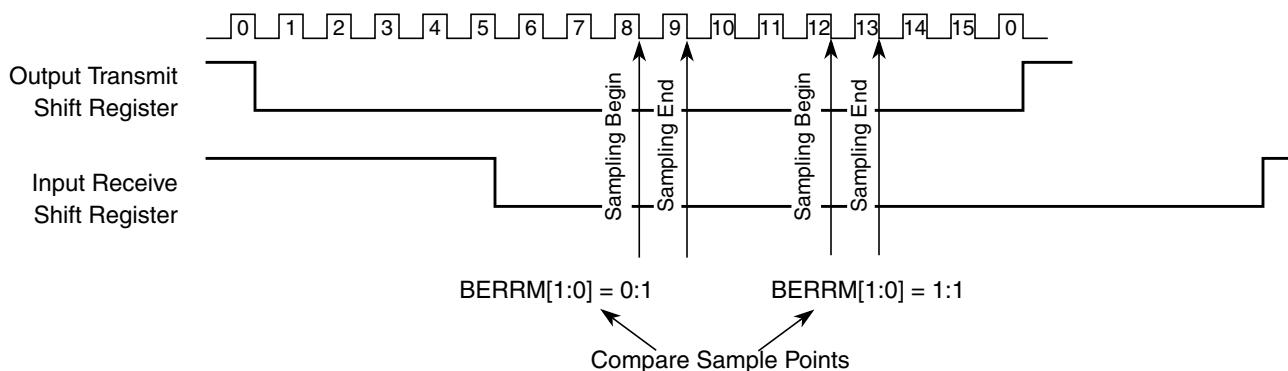 0 1 2 3 4 5 6 7 8 9 10 11 12 13 14 15 0
Output Transmit
Shift Register
Input Receive
Shift Register
Sampling Begin
Sampling End
Sampling Begin
Sampling End
BERRM[1:0] = 0:1
BERRM[1:0] = 1:1
Compare Sample Points